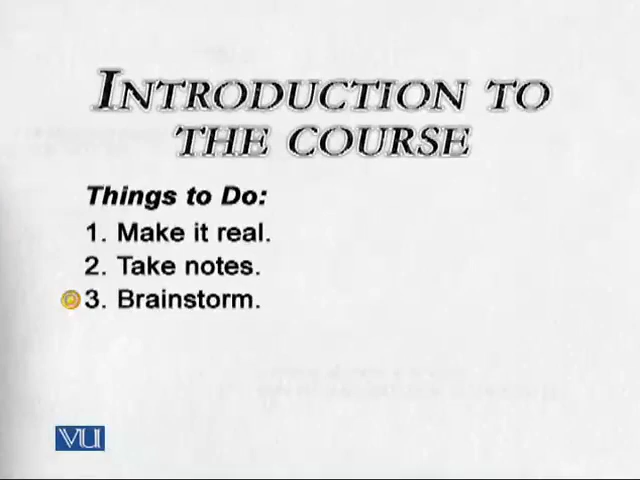 INTRODUCTION TO
THE COURSE
Things to Do:
1. Make it real.
2. Take notes.
3. Brainstorm.
VU